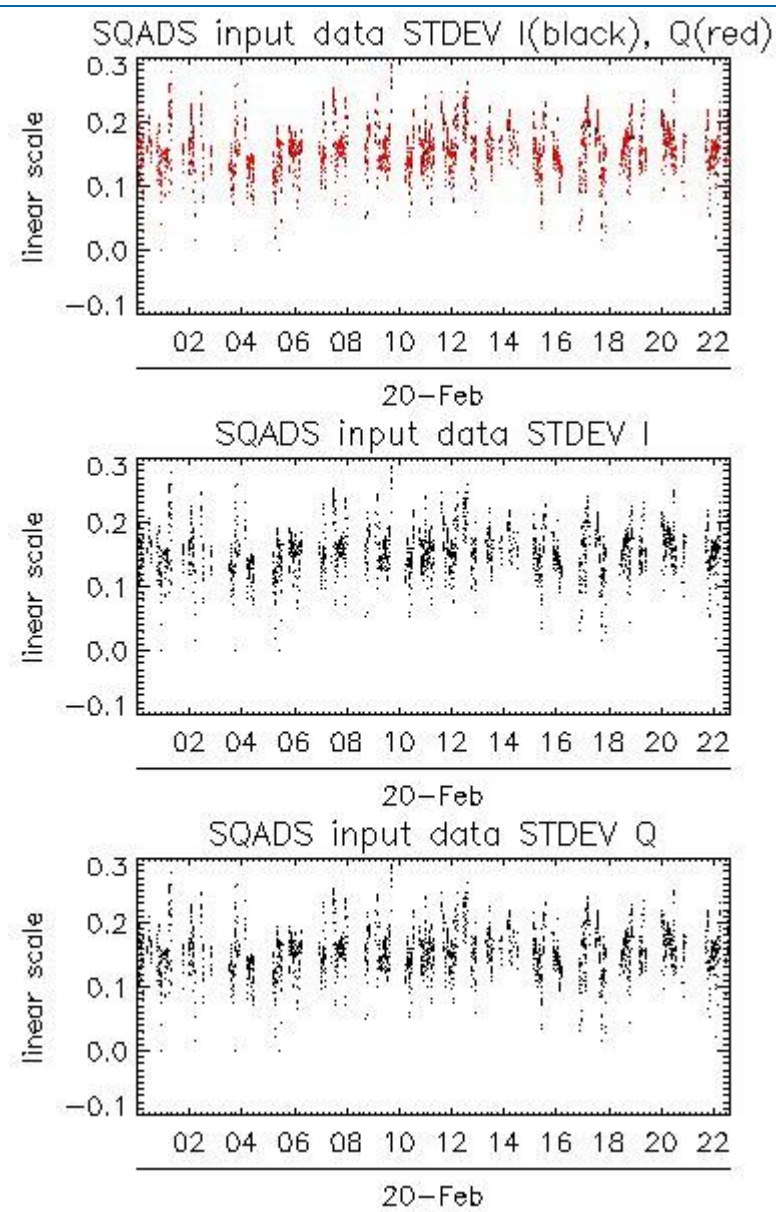 SQADS input data STDEV I(black), Q(red)
0.3
0.2
0.1
0.0
−0.1
linear scale
02 04 06 08 10 12 14 16 18 20 22
20−Feb
SQADS input data STDEV I
0.3
0.2
0.1
0.0
−0.1
linear scale
02 04 06 08 10 12 14 16 18 20 22
20−Feb
SQADS input data STDEV Q
0.3
0.2
0.1
0.0
−0.1
linear scale
02 04 06 08 10 12 14 16 18 20 22
20−Feb